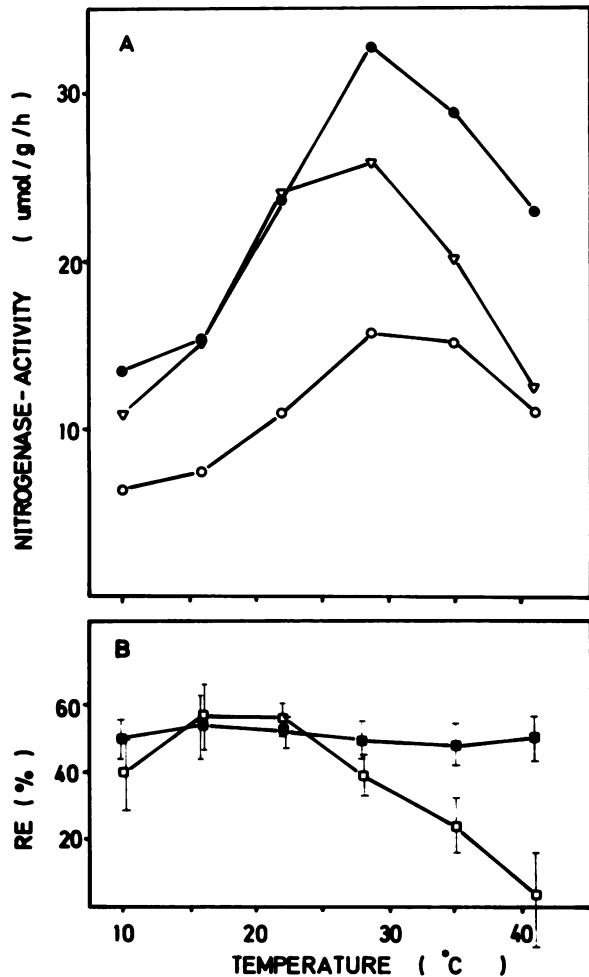 A
NITROGENASE-ACTIVITY ( umol/g/h )
30
20
10
B
RE (%)
60
40
20
10 20 30 40
TEMPERATURE ( °C )